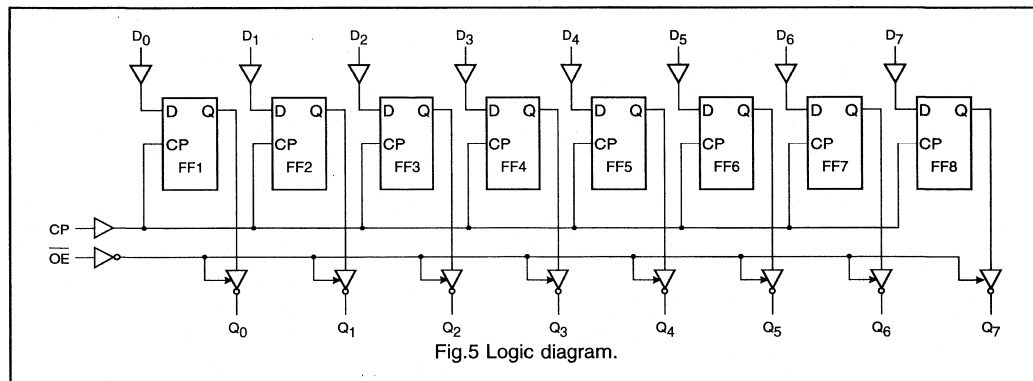 D0 D1 D2 D3 D4 D5 D6 D7
D Q D Q D Q D Q D Q D Q D Q D Q
CP CP CP CP CP CP CP CP
FF1 FF2 FF3 FF4 FF5 FF6 FF7 FF8
CP
OE
Q0 Q1 Q2 Q3 Q4 Q5 Q6 Q7
Fig.5 Logic diagram.